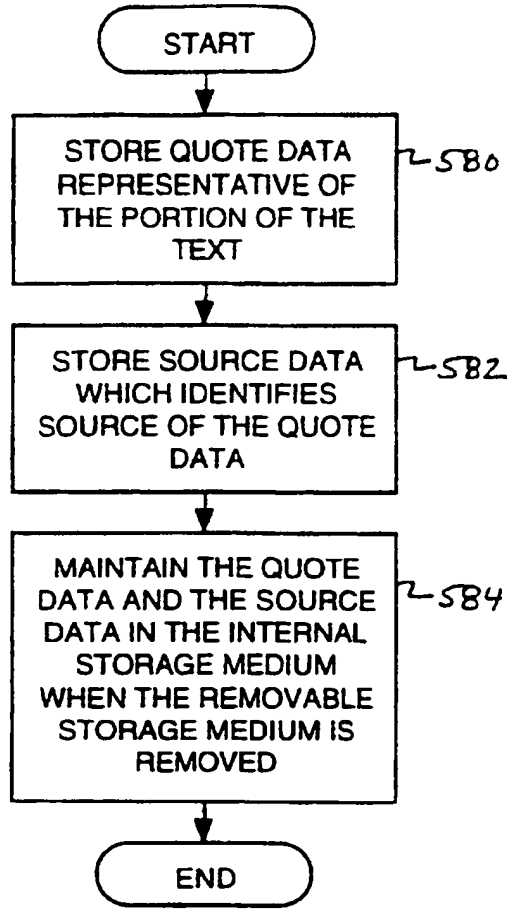 START
STORE QUOTE DATA
REPRESENTATIVE OF
THE PORTION OF THE
TEXT
580
STORE SOURCE DATA
WHICH IDENTIFIES
SOURCE OF THE QUOTE
DATA
582
MAINTAIN THE QUOTE
DATA AND THE SOURCE
DATA IN THE INTERNAL
STORAGE MEDIUM
WHEN THE REMOVABLE
STORAGE MEDIUM IS
REMOVED
584
END